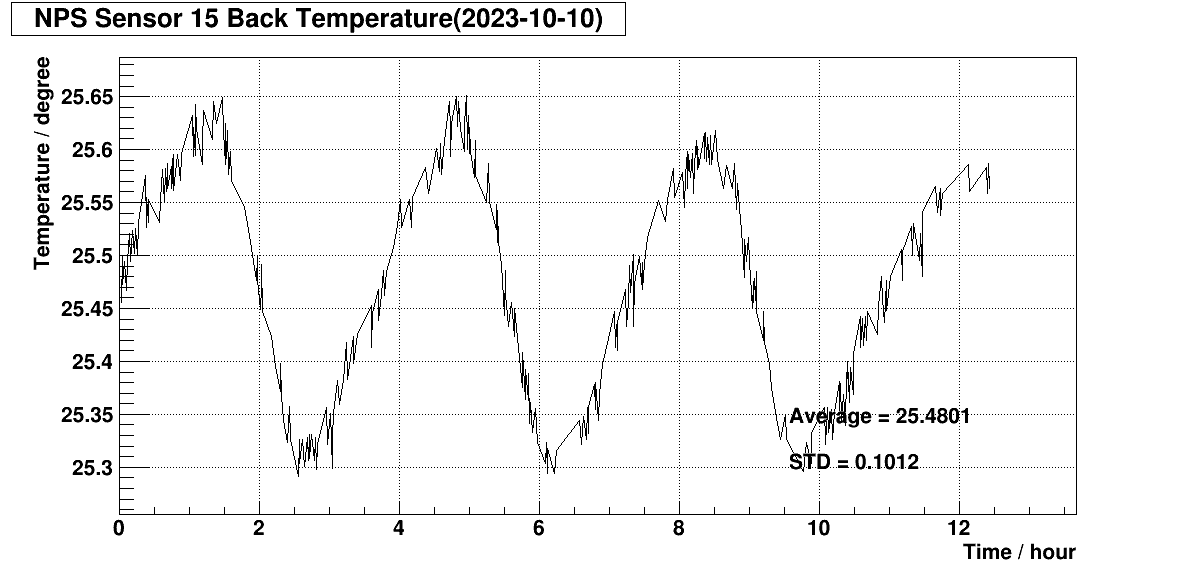 NPS Sensor 15 Back Temperature(2023-10-10)
Temperature / degree
25.65
25.6
25.55
25.5
25.45
25.4
25.35
25.3
Average = 25.4801
STD = 0.1012
0 2 4 6 8 10 12
Time / hour